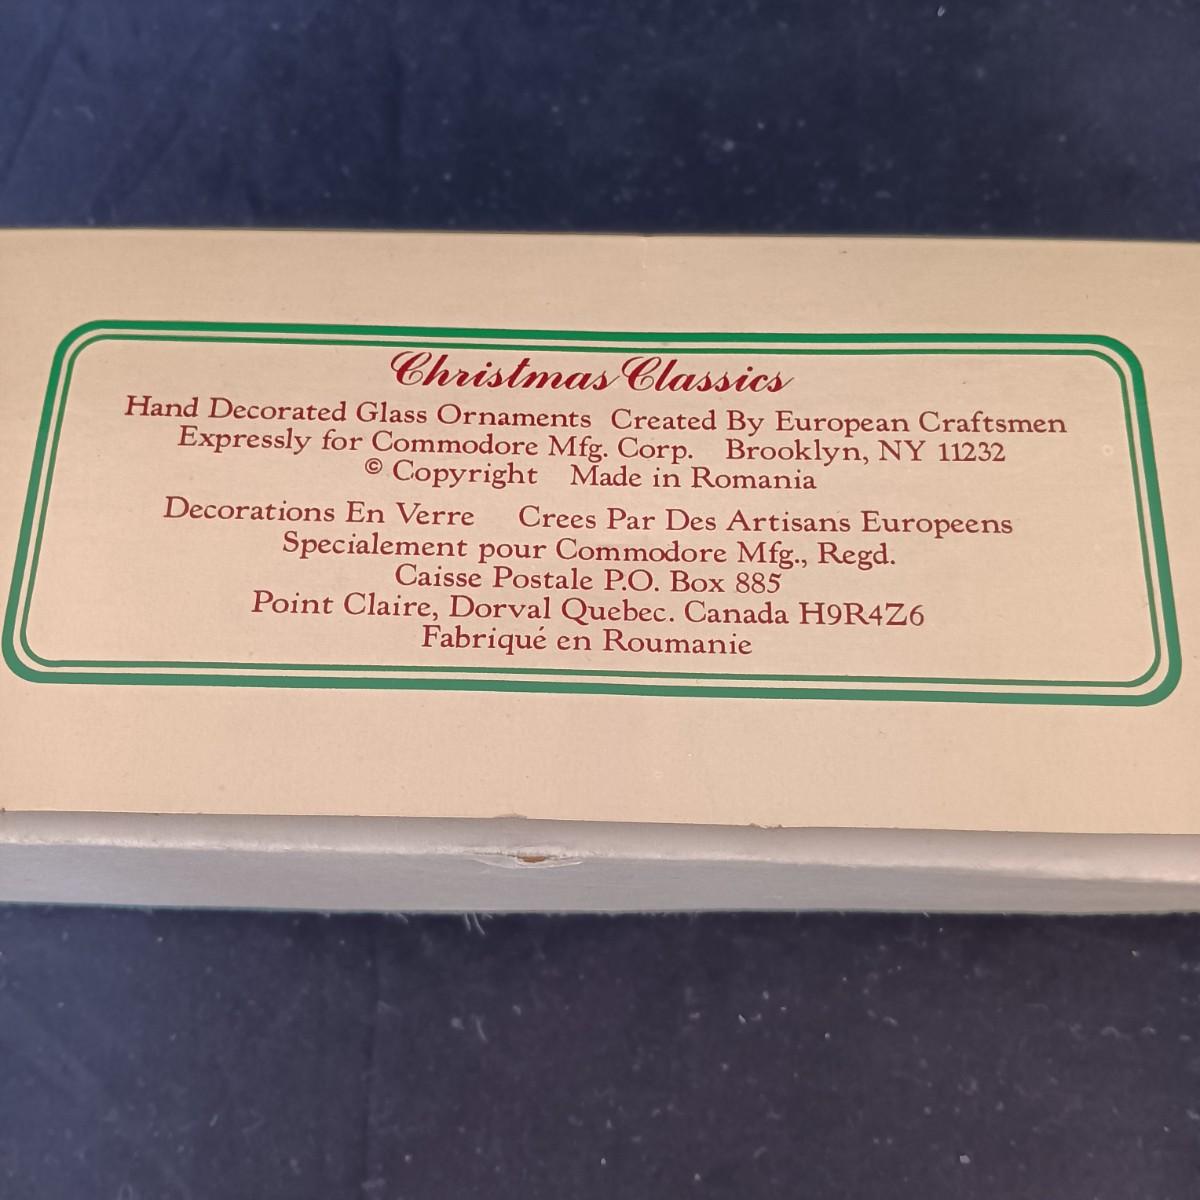 Christmas Classics
Hand Decorated Glass Ornaments Created By European Craftsmen
Expressly for Commodore Mfg. Corp. Brooklyn, NY 11232
© Copyright Made in Romania
Decorations En Verre Crees Par Des Artisans Europeens
Specialement pour Commodore Mfg., Regd.
Caisse Postale P.O. Box 885
Point Claire, Dorval Quebec. Canada H9R4Z6
Fabriqué en Roumanie